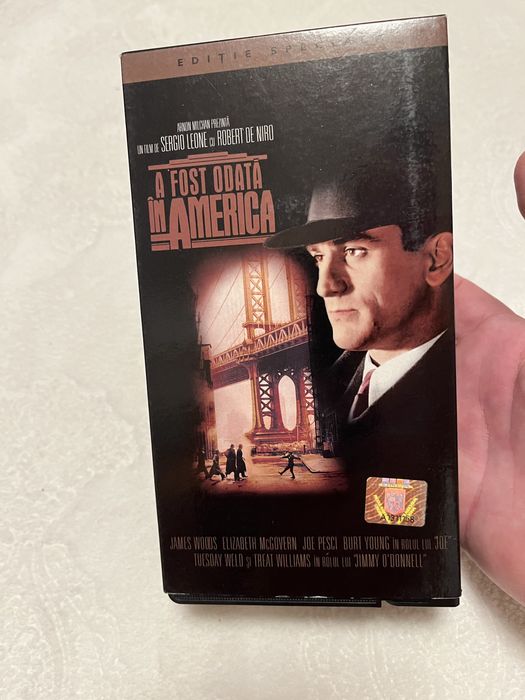 EDIȚIE SPECIALĂ
ARNON MILCHAN PREZINTĂ
UN FILM DE SERGIO LEONE CU ROBERT DE NIRO
A FOST ODATĂ
ÎN AMERICA
JAMES WOODS ELIZABETH McGOVERN JOE PESCI BURT YOUNG ÎN ROLUL LUI "JOE"
TUESDAY WELD ȘI TREAT WILLIAMS ÎN ROLUL LUI "JIMMY O'DONNELL"